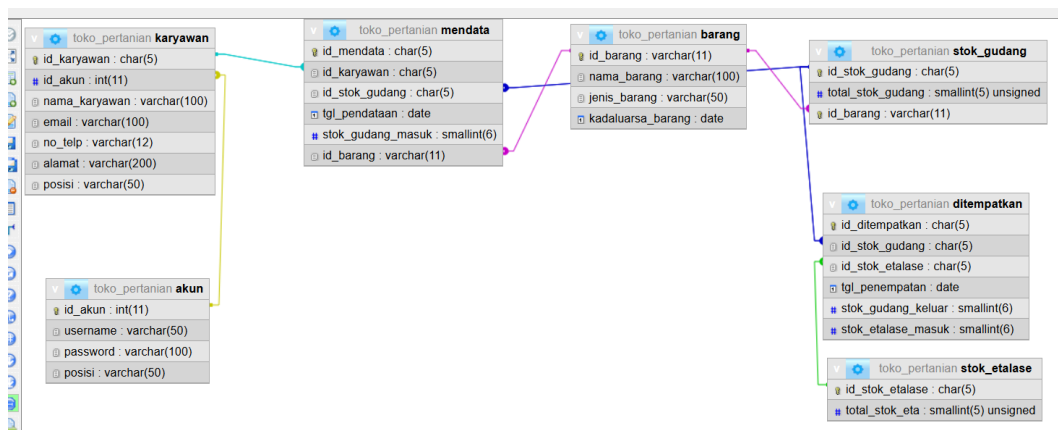 toko_pertanian karyawan
id_karyawan : char(5)
id_akun : int(11)
nama_karyawan : varchar(100)
email : varchar(100)
no_telp : varchar(12)
alamat : varchar(200)
posisi : varchar(50)
toko_pertanian mendata
id_mendata : char(5)
id_karyawan : char(5)
id_stok_gudang : char(5)
tgl_pendataan : date
stok_gudang_masuk : smallint(6)
id_barang : varchar(11)
toko_pertanian barang
id_barang : varchar(11)
nama_barang : varchar(100)
jenis_barang : varchar(50)
kadaluarsa_barang : date
toko_pertanian stok_gudang
id_stok_gudang : char(5)
total_stok_gudang : smallint(5) unsigned
id_barang : varchar(11)
toko_pertanian ditempatkan
id_ditempatkan : char(5)
id_stok_gudang : char(5)
id_stok_etalase : char(5)
tgl_penempatan : date
stok_gudang_keluar : smallint(6)
stok_etalase_masuk : smallint(6)
toko_pertanian akun
id_akun : int(11)
username : varchar(50)
password : varchar(100)
posisi : varchar(50)
toko_pertanian stok_etalase
id_stok_etalase : char(5)
total_stok_eta : smallint(5) unsigned